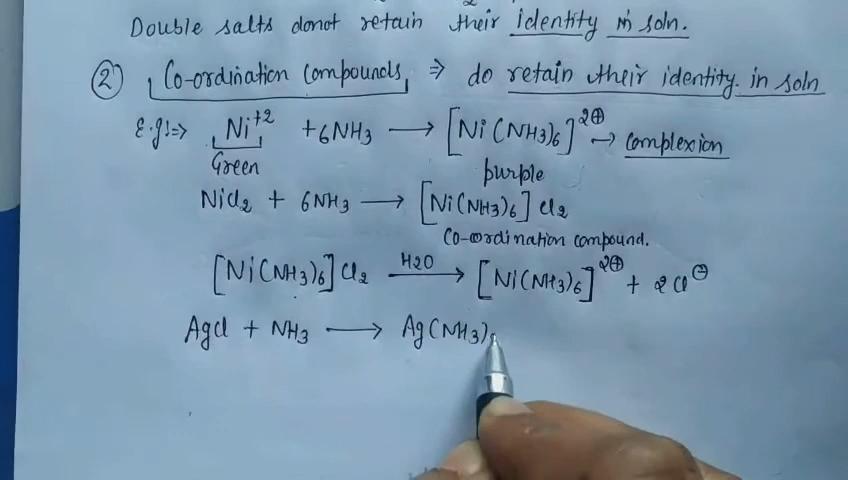 Double salts donot retain their identity in soln.
② Co-ordination Compounds ⇒ do retain their identity. in soln
E.g:⇒ Ni⁺² + 6NH₃ ⟶ [Ni(NH₃)₆]²⊕ → complexion
Green purple
NiCl₂ + 6NH₃ ⟶ [Ni(NH₃)₆]Cl₂
Co-ordination compound.
[Ni(NH₃)₆]Cl₂ H₂O⟶ [Ni(NH₃)₆]²⊕ + 2Cl⊖
AgCl + NH₃ ⟶ Ag(NH₃)